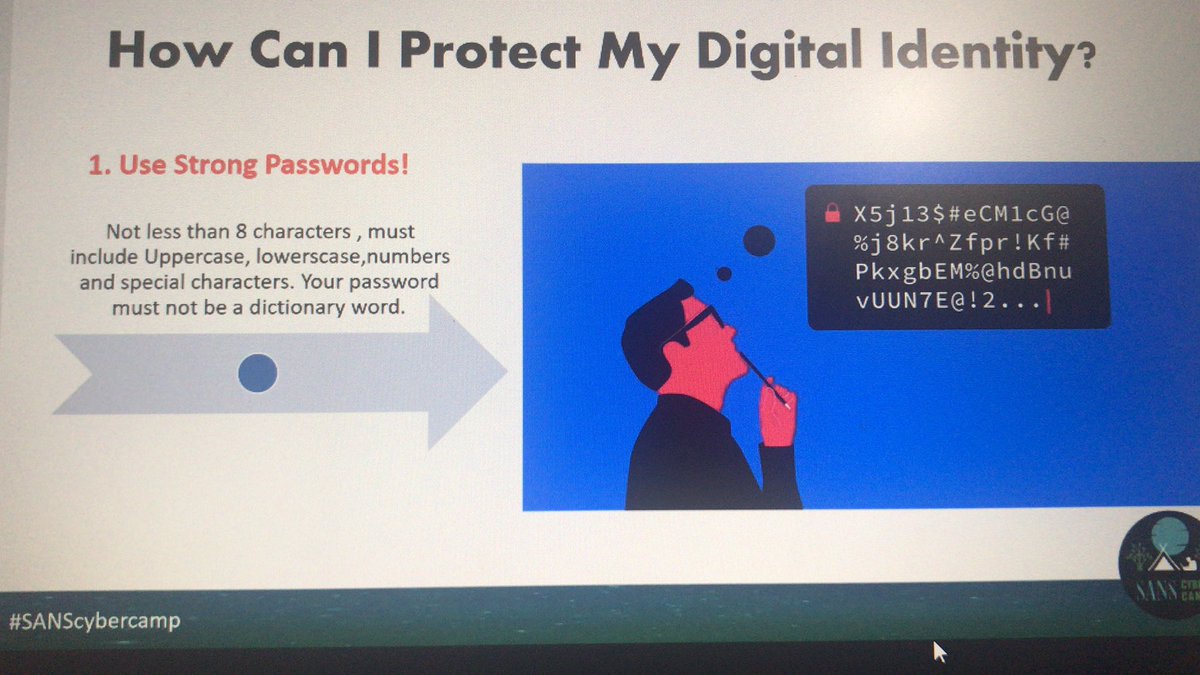 How Can I Protect My Digital Identity?
1. Use Strong Passwords!
Not less than 8 characters , must
include Uppercase, lowerscase,numbers
and special characters. Your password
must not be a dictionary word.
X5j13$#eCM1cG@
%j8kr^Zfpr!Kf#
PkxgbEM%@hdBnu
vUUN7E@!2...
SANS
#SANScybercamp